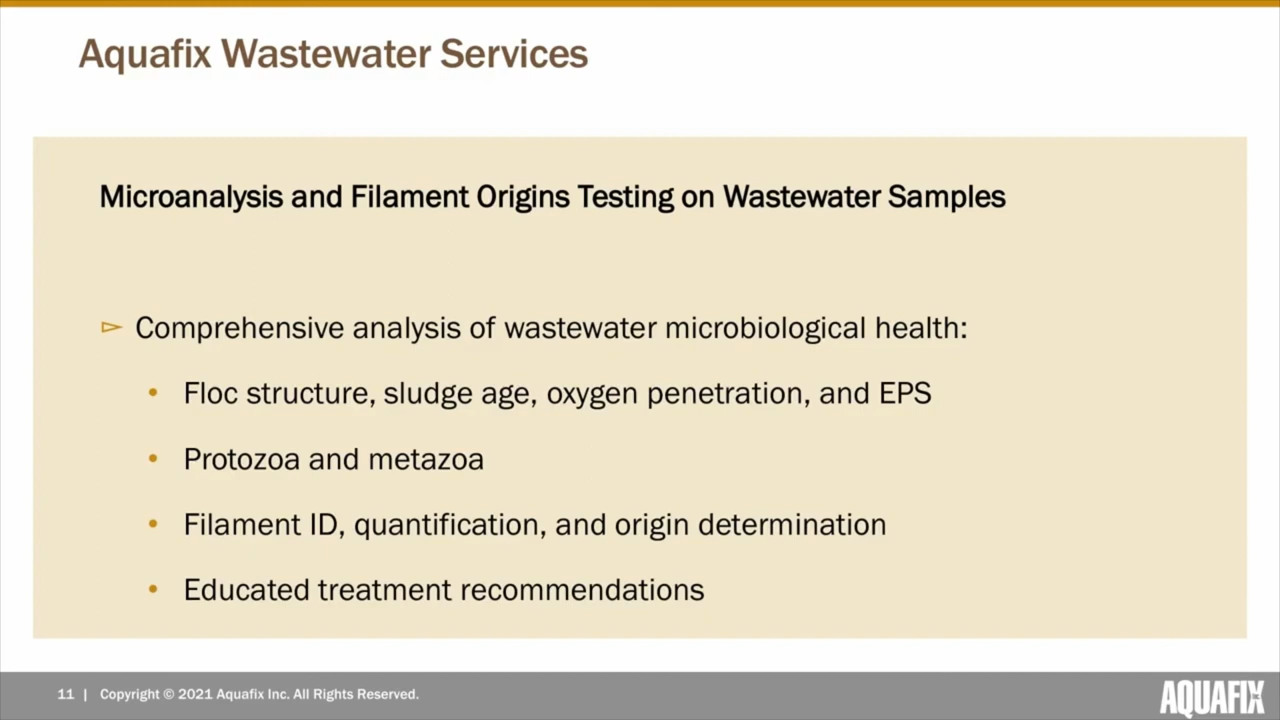 Aquafix Wastewater Services
Microanalysis and Filament Origins Testing on Wastewater Samples
➢ Comprehensive analysis of wastewater microbiological health:
• Floc structure, sludge age, oxygen penetration, and EPS
• Protozoa and metazoa
• Filament ID, quantification, and origin determination
• Educated treatment recommendations
11 | Copyright © 2021 Aquafix Inc. All Rights Reserved.
AQUAFIX